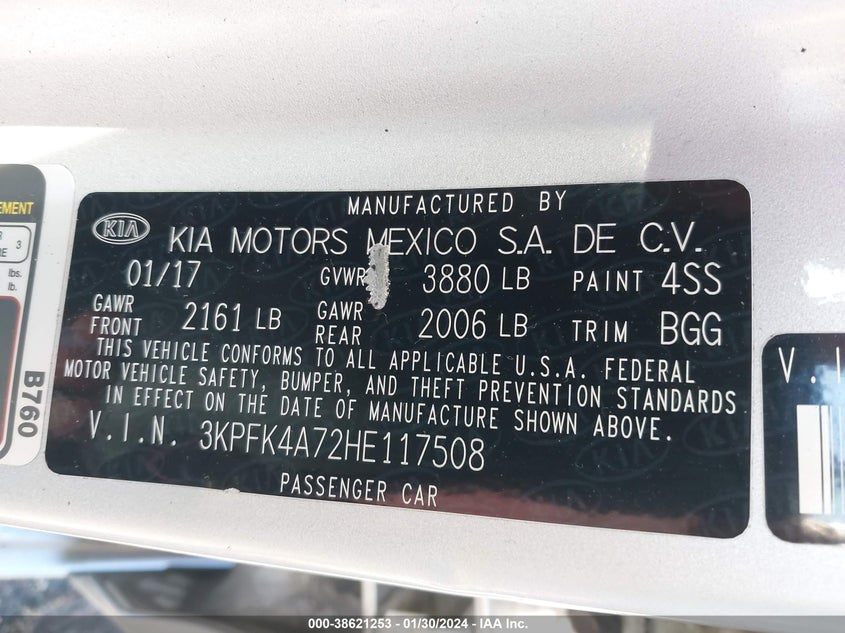 EMENT
3
lbs.
lb.
B760
MANUFACTURED BY
KIA KIA MOTORS MEXICO S.A. DE C.V.
01/17 GVWR 3880 LB PAINT 4SS
GAWR FRONT 2161 LB GAWR REAR 2006 LB TRIM BGG
THIS VEHICLE CONFORMS TO ALL APPLICABLE U.S.A. FEDERAL
MOTOR VEHICLE SAFETY, BUMPER, AND THEFT PREVENTION STANDARDS
IN EFFECT ON THE DATE OF MANUFACTURE SHOWN ABOVE.
V.I.N. 3KPFK4A72HE117508
PASSENGER CAR
V.I
000-38621253 - 01/30/2024 - IAA Inc.